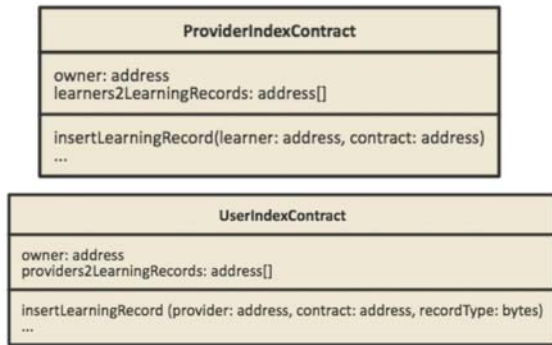 ProviderIndexContract
owner: address
learners2LearningRecords: address[]
insertLearningRecord(learner: address, contract: address)
...
UserIndexContract
owner: address
providers2LearningRecords: address[]
insertLearningRecord (provider: address, contract: address, recordType: bytes)
...